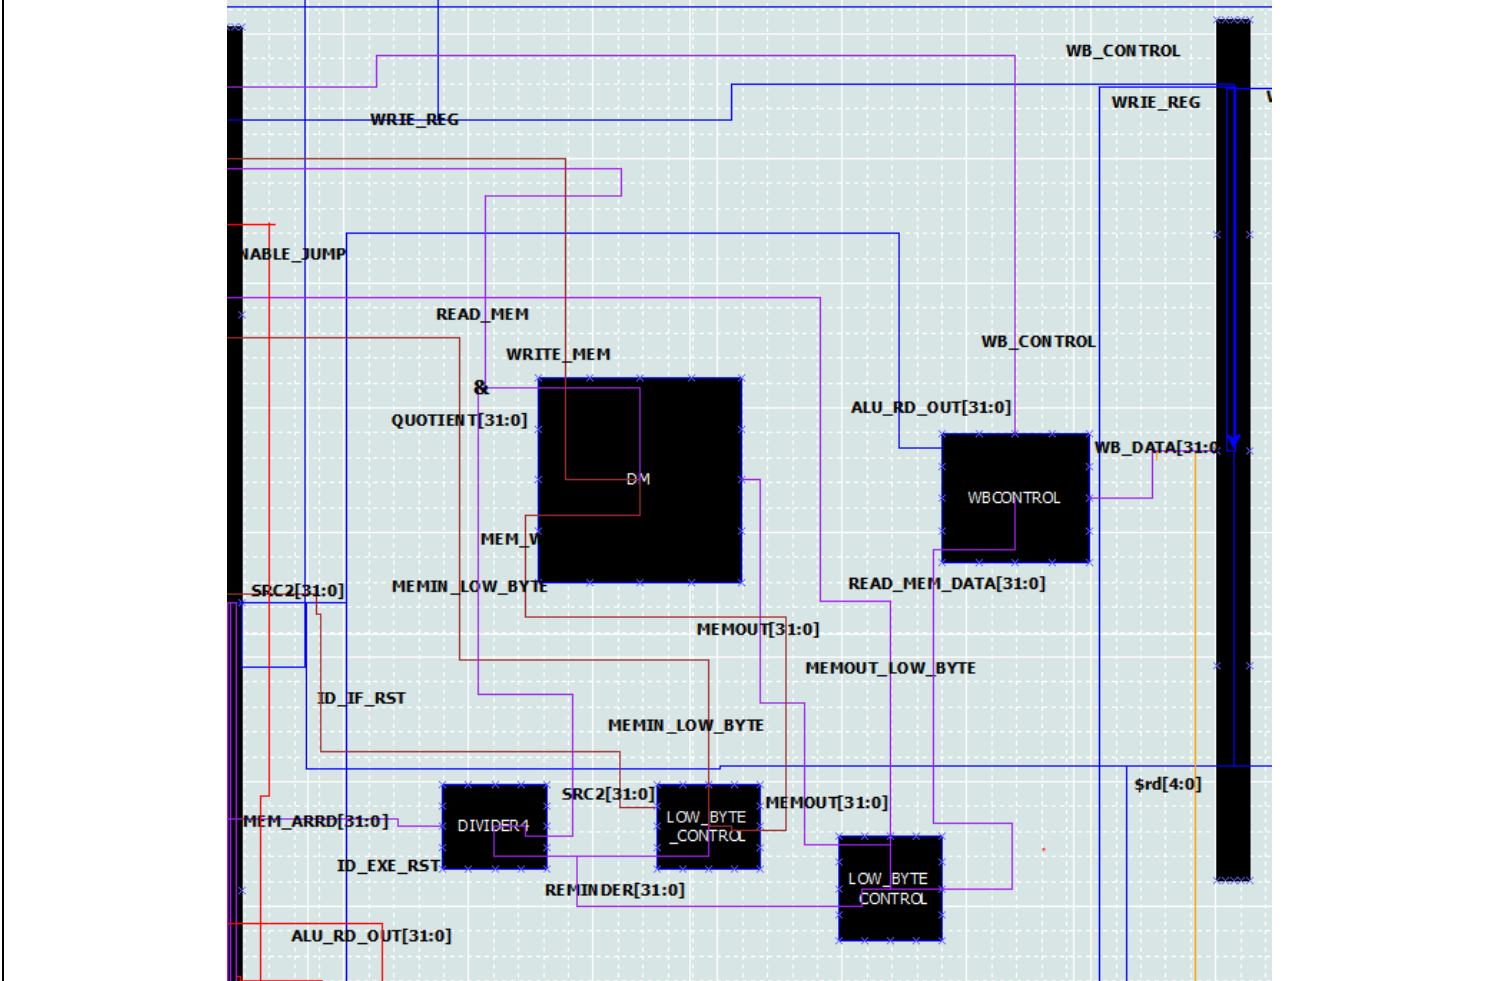 WB_CONTROL
WRIE_REG
WRIE_REG
NABLE_JUMP
READ_MEM
WRITE_MEM
WB_CONTROL
&
QUOTIENT[31:0]
ALU_RD_OUT[31:0]
WB_DATA[31:0
DM
WBCONTROL
MEM_W
MEMIN_LOW_BYTE
READ_MEM_DATA[31:0]
SRC2[31:0]
MEMOUT[31:0]
MEMOUT_LOW_BYTE
ID_IF_RST
MEMIN_LOW_BYTE
$rd[4:0]
SRC2[31:0]
MEMOUT[31:0]
MEM_ARRD[31:0]
DIVIDER4
LOW_BYTE
_CONTROL
ID_EXE_RST
REMINDER[31:0]
LOW_BYTE
CONTROL
ALU_RD_OUT[31:0]